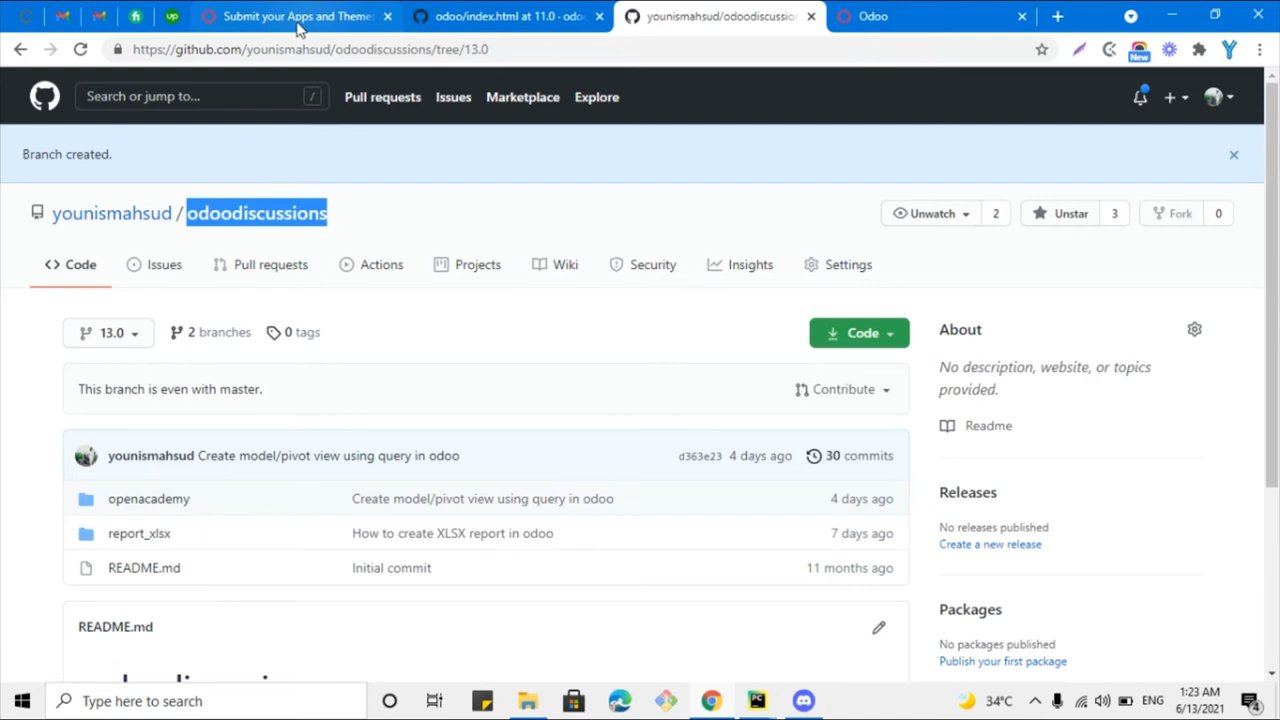 Submit your Apps and Theme
odoo/index.html at 11.0 · odo
younismahsud/odoodiscussion
Odoo
https://github.com/younismahsud/odoodiscussions/tree/13.0
New
Search or jump to...
/
Pull requests
Issues
Marketplace
Explore
Branch created.
younismahsud / odoodiscussions
Unwatch 2
Unstar 3
Fork 0
Code
Issues
Pull requests
Actions
Projects
Wiki
Security
Insights
Settings
13.0
2 branches
0 tags
Code
This branch is even with master.
Contribute
younismahsud Create model/pivot view using query in odoo
d363e23 4 days ago
30 commits
openacademy
Create model/pivot view using query in odoo
4 days ago
report_xlsx
How to create XLSX report in odoo
7 days ago
README.md
Initial commit
11 months ago
README.md
About
No description, website, or topics
provided.
Readme
Releases
No releases published
Create a new release
Packages
No packages published
Publish your first package
Type here to search
34°C
ENG
1:23 AM
6/13/2021
4